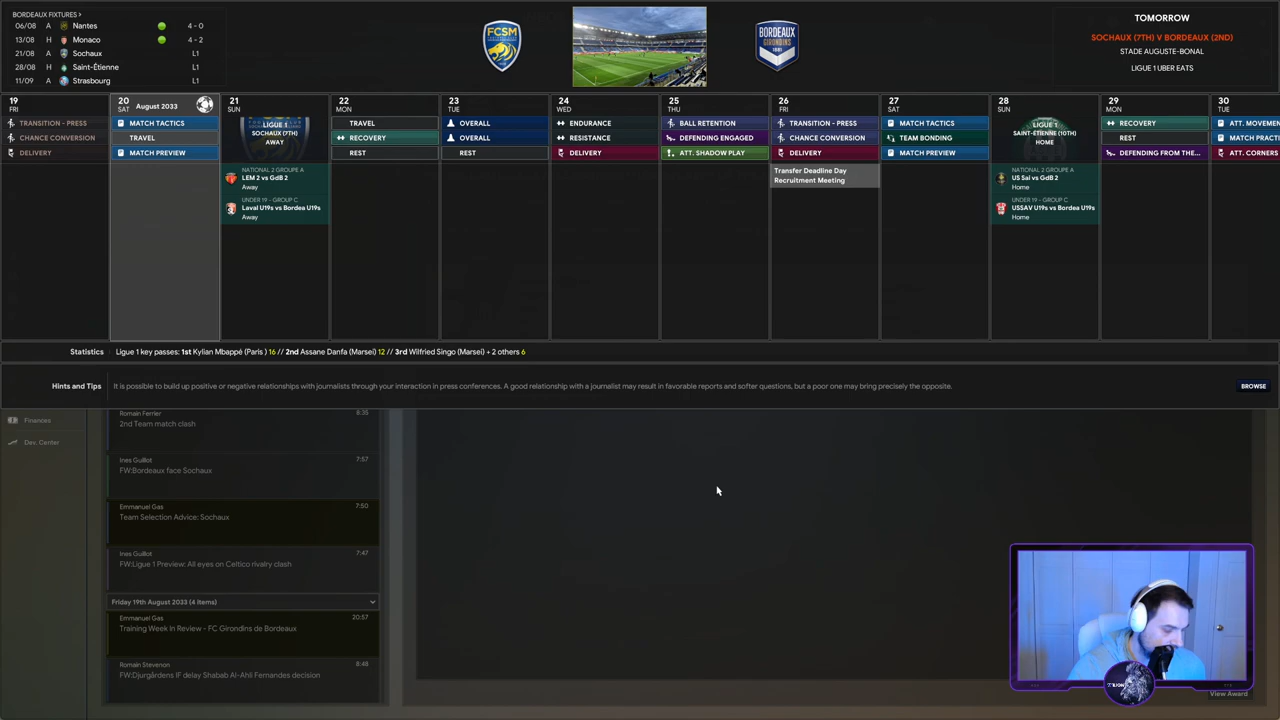 BORDEAUX FIXTURES >
06/08 A Nantes 4 - 0
13/08 H Monaco 4 - 2
21/08 A Sochaux L1
28/08 H Saint-Étienne L1
11/09 A Strasbourg L1
FCSM
BORDEAUX
GIRONDINS
TOMORROW
SOCHAUX (7TH) V BORDEAUX (2ND)
STADE AUGUSTE-BONAL
LIGUE 1 UBER EATS
19
FRI
TRANSITION - PRESS
CHANCE CONVERSION
DELIVERY
20
SAT
August 2033
MATCH TACTICS
TRAVEL
MATCH PREVIEW
21
SUN
LIGUE 1
SOCHAUX (7TH)
AWAY
NATIONAL 2 GROUPE A
LEM 2 vs GdB 2
Away
UNDER 19 - GROUP C
Laval U19s vs Bordea U19s
Away
22
MON
TRAVEL
RECOVERY
REST
23
TUE
OVERALL
OVERALL
REST
24
WED
ENDURANCE
RESISTANCE
DELIVERY
25
THU
BALL RETENTION
DEFENDING ENGAGED
ATT. SHADOW PLAY
26
FRI
TRANSITION - PRESS
CHANCE CONVERSION
DELIVERY
Transfer Deadline Day
Recruitment Meeting
27
SAT
MATCH TACTICS
TEAM BONDING
MATCH PREVIEW
28
SUN
LIGUE 1
SAINT-ÉTIENNE (10TH)
HOME
NATIONAL 2 GROUPE A
US Sai vs GdB 2
Home
UNDER 19 - GROUP C
USSAV U19s vs Bordea U19s
Home
29
MON
RECOVERY
REST
DEFENDING FROM THE...
30
TUE
ATT. MOVEMEN
MATCH PRACTI
ATT. CORNERS
Statistics Ligue 1 key passes: 1st Kylian Mbappé (Paris ) 16 // 2nd Assane Danfa (Marsei) 12 // 3rd Wilfried Singo (Marsei) + 2 others 6
Hints and Tips It is possible to build up positive or negative relationships with journalists through your interaction in press conferences. A good relationship with a journalist may result in favorable reports and softer questions, but a poor one may bring precisely the opposite. BROWSE
Finances
Dev. Center
Romain Ferrier 8:35
2nd Team match clash
Ines Guillot 7:57
FW:Bordeaux face Sochaux
Emmanuel Gas 7:50
Team Selection Advice: Sochaux
Ines Guillot 7:47
FW:Ligue 1 Preview: All eyes on Celtico rivalry clash
Friday 19th August 2033 (4 items)
Emmanuel Gas 20:57
Training Week in Review - FC Girondins de Bordeaux
Romain Stevenon 8:48
FW:Djurgårdens IF delay Shabab Al-Ahli Fernandes decision
View Award